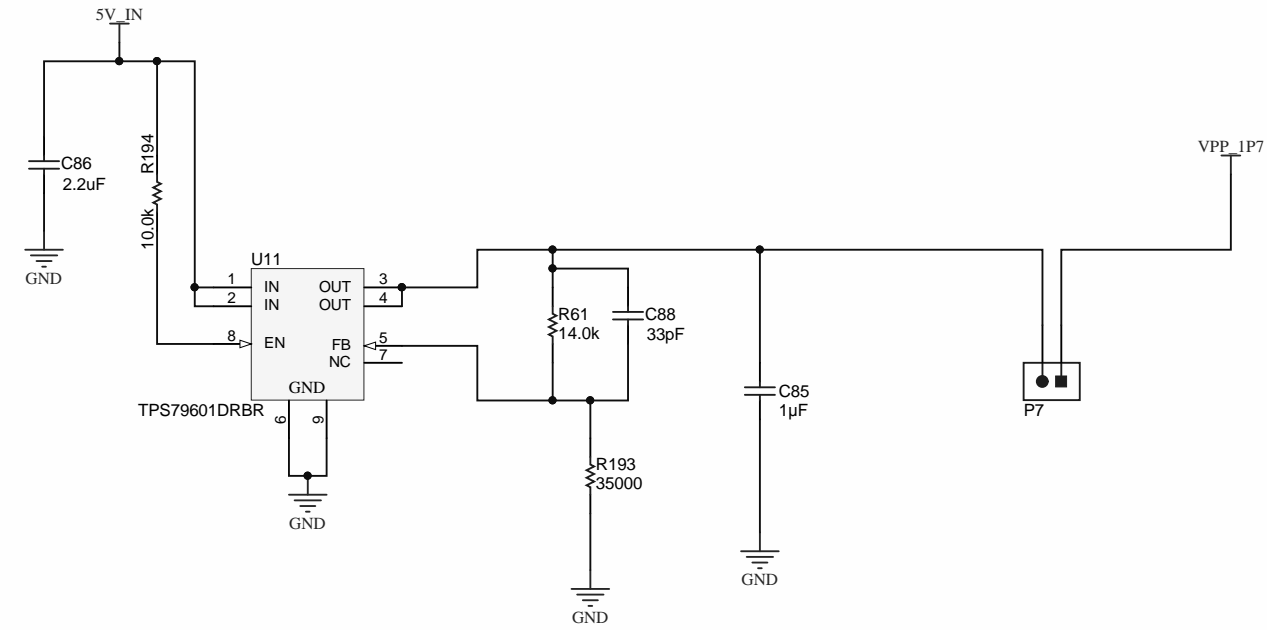 5V_IN
VPP_1P7
R194
10.0k
C86
2.2uF
GND
U11
1 IN OUT 3
2 IN OUT 4
8 EN FB 5
NC 7
GND
6 9
TPS79601DRBR
GND
R61
14.0k
C88
33pF
C85
1µF
P7
R193
35000
GND
GND